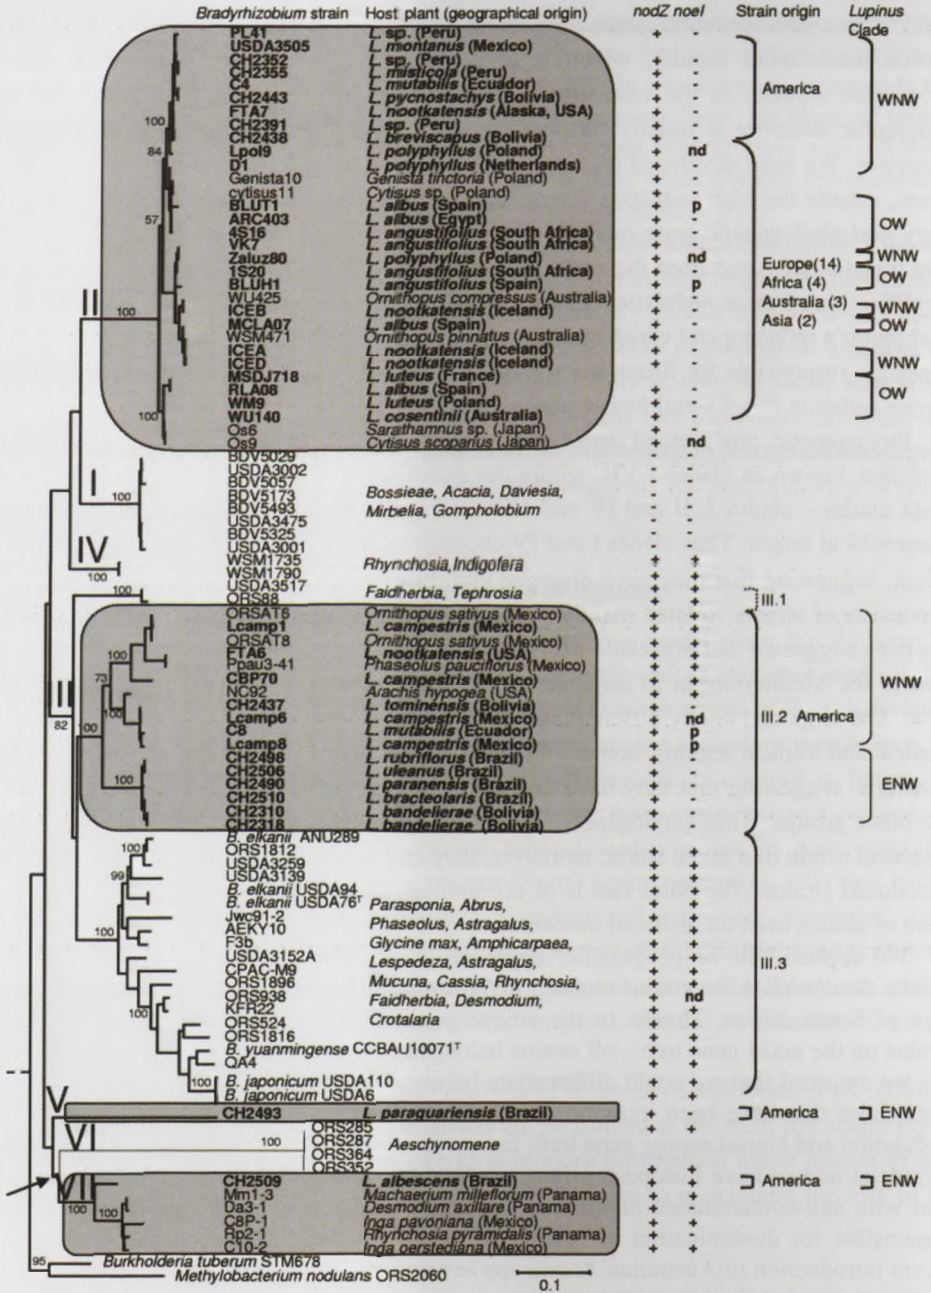 Bradyrhizobium strain Host plant (geographical origin) nodZ noeI Strain origin Lupinus Clade
PL41 L. sp. (Peru)
USDA3505 L. montanus (Mexico)
CH2352 L. sp. (Peru)
CH2355 L. misticola (Peru)
C4 L. mutabilis (Ecuador)
CH2443 L. pycnostachys (Bolivia)
FTA7 L. nootkatensis (Alaska, USA)
CH2391 L. sp. (Peru)
CH2438 L. breviscapus (Bolivia)
Lpol9 L. polyphyllus (Poland) nd
D1 L. polyphyllus (Netherlands)
Genista10 Genista tinctoria (Poland)
cytisus11 Cytisus sp. (Poland)
BLUT1 L. albus (Spain) p
ARC403 L. albus (Egypt)
4S16 L. angustifolius (South Africa)
VK7 L. angustifolius (South Africa)
Zaluz80 L. polyphyllus (Poland) nd
1S20 L. angustifolius (South Africa)
BLUH1 L. angustifolius (Spain) p
WU425 Ornithopus compressus (Australia)
ICEB L. nootkatensis (Iceland)
MCLA07 L. albus (Spain)
WSM471 Ornithopus pinnatus (Australia)
ICEA L. nootkatensis (Iceland)
ICED L. nootkatensis (Iceland)
MSDJ718 L. luteus (France)
RLA08 L. albus (Spain)
WM9 L. luteus (Poland)
WU140 L. cosentinii (Australia)
Os6 Sarathamnus sp. (Japan)
Os9 Cytisus scoparius (Japan) nd
America
WNW
OW
WNW
OW
WNW
OW
WNW
OW
Europe(14)
Africa (4)
Australia (3)
Asia (2)
II
100
84
57
100
100
BDV5029
USDA3002
BDV5057
BDV5173
BDV5493
USDA3475
BDV5325
USDA3001
I
100
Bossieae, Acacia, Daviesia,
Mirbelia, Gompholobium
IV
100
WSM1735
WSM1790
Rhynchosia, Indigofera
USDA3517
ORS88
100
Faidherbia, Tephrosia
III.1
ORSAT6 Ornithopus sativus (Mexico)
Lcamp1 L. campestris (Mexico)
ORSAT8 Ornithopus sativus (Mexico)
FTA6 L. nootkatensis (USA)
Ppau3-41 Phaseolus pauciflorus (Mexico)
CBP70 L. campestris (Mexico)
NC92 Arachis hypogea (USA)
CH2437 L. tominensis (Bolivia)
Lcamp6 L. campestris (Mexico) nd
C8 L. mutabilis (Ecuador) p
Lcamp8 L. campestris (Mexico) p
CH2498 L. rubriflorus (Brazil)
CH2506 L. uleanus (Brazil)
CH2490 L. paranensis (Brazil)
CH2510 L. bracteolaris (Brazil)
CH2310 L. bandelierae (Bolivia)
CH2318 L. bandelierae (Bolivia)
III
82
100
73
100
100
100
III.2 America
WNW
ENW
B. elkanii ANU289
ORS1812
USDA3259
USDA3139
B. elkanii USDA94
B. elkanii USDA76T
Jwc91-2
AEKY10
F3b
USDA3152A
CPAC-M9
ORS1896
ORS938 nd
KFR22
ORS524
ORS1816
B. yuanmingense CCBAU10071T
QA4
B. japonicum USDA110
B. japonicum USDA6
100
99
100
100
100
Parasponia, Abrus,
Phaseolus, Astragalus,
Glycine max, Amphicarpaea,
Lespedeza, Astragalus,
Mucuna, Cassia, Rhynchosia,
Faidherbia, Desmodium,
Crotalaria
III.3
V
CH2493 L. paraquariensis (Brazil) America ENW
VI
100
ORS285
ORS287
ORS364
ORS352
Aeschynomene
VII
CH2509 L. albescens (Brazil) America ENW
Mm1-3 Machaerium milleflorum (Panama)
Da3-1 Desmodium axillare (Panama)
C8P-1 Inga pavoniana (Mexico)
Rp2-1 Rhynchosia pyramidalis (Panama)
C10-2 Inga oerstediana (Mexico)
100
100
95
Burkholderia tuberum STM678
Methylobacterium nodulans ORS2060
0.1